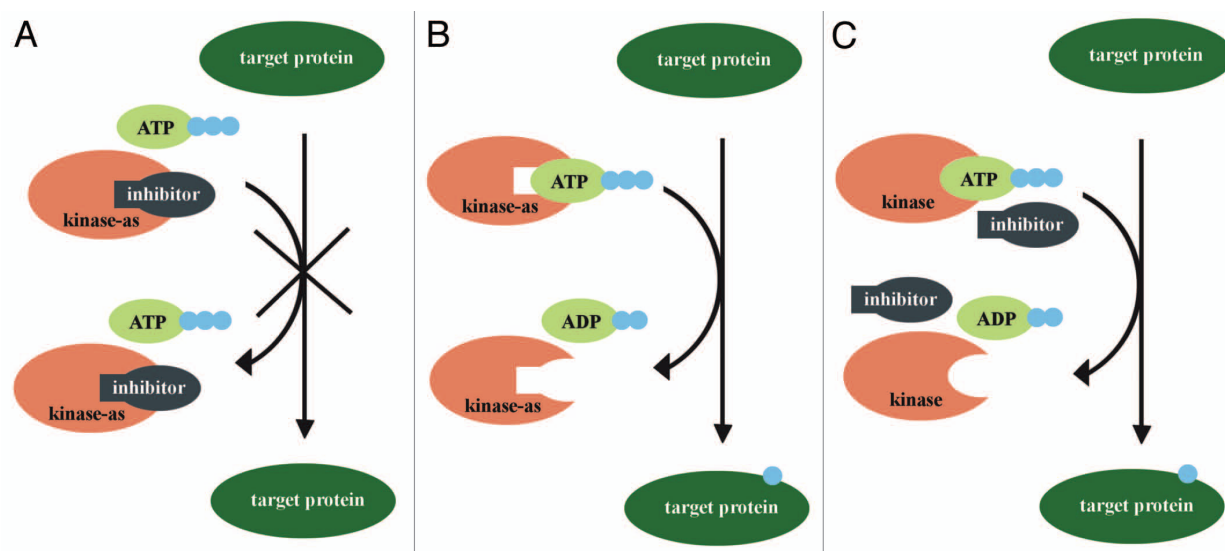 A
target protein
ATP
inhibitor
kinase-as
ATP
inhibitor
kinase-as
target protein
B
target protein
ATP
kinase-as
ADP
kinase-as
target protein
C
target protein
ATP
kinase
inhibitor
inhibitor
ADP
kinase
target protein